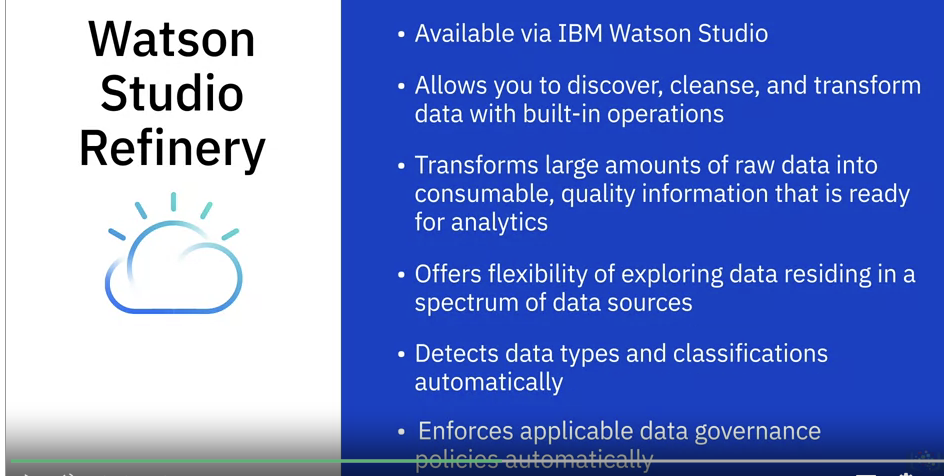 Watson
Studio
Refinery
• Available via IBM Watson Studio
• Allows you to discover, cleanse, and transform
data with built-in operations
• Transforms large amounts of raw data into
consumable, quality information that is ready
for analytics
• Offers flexibility of exploring data residing in a
spectrum of data sources
• Detects data types and classifications
automatically
• Enforces applicable data governance
policies automatically